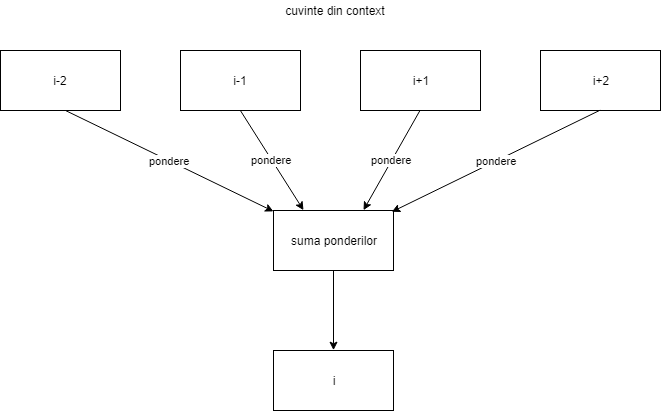 cuvinte din context
i-2
i-1
i+1
i+2
pondere
pondere
pondere
pondere
suma ponderilor
i